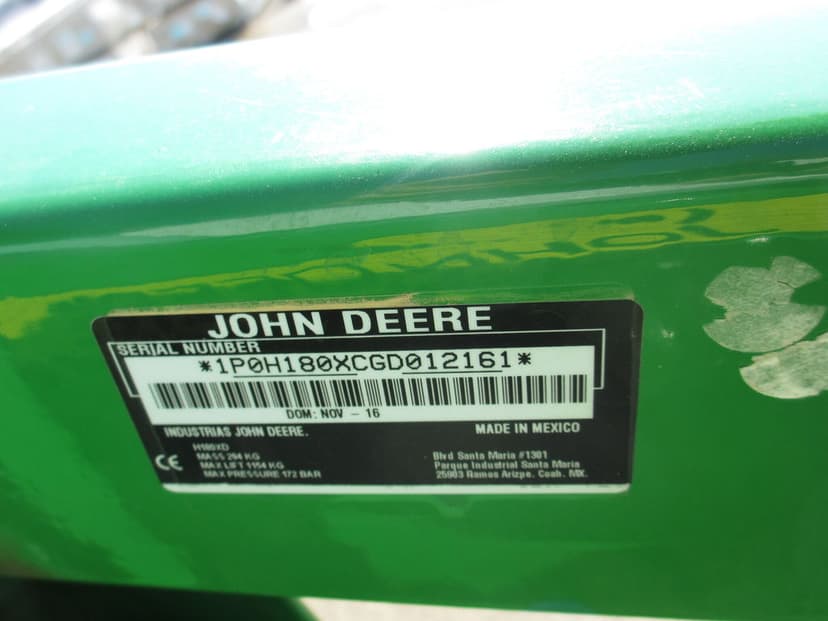 JOHN DEERE
SERIAL NUMBER
*1P0H180XCGD012161*
DOM: NOV - 16
INDUSTRIAS JOHN DEERE.
MADE IN MEXICO
H180XD
MASS 294 KG
MAX LIFT 1154 KG
MAX PRESSURE 172 BAR
CE
Blvd Santa Maria #1301
Parque Industrial Santa Maria
25903 Ramos Arizpe. Coah. MX.